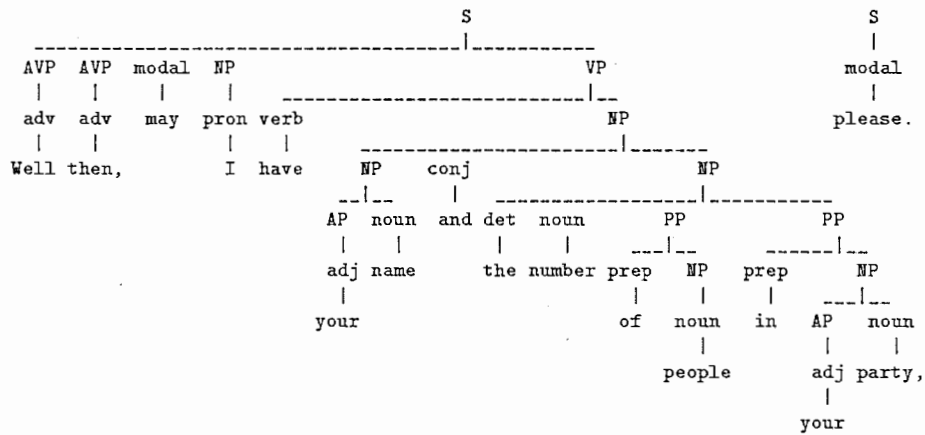 S S
AVP AVP modal NP VP modal
adv adv may pron verb NP please.
Well then, I have NP conj NP
AP noun and det noun PP PP
adj name the number prep NP prep NP
your of noun in AP noun
people adj party,
your